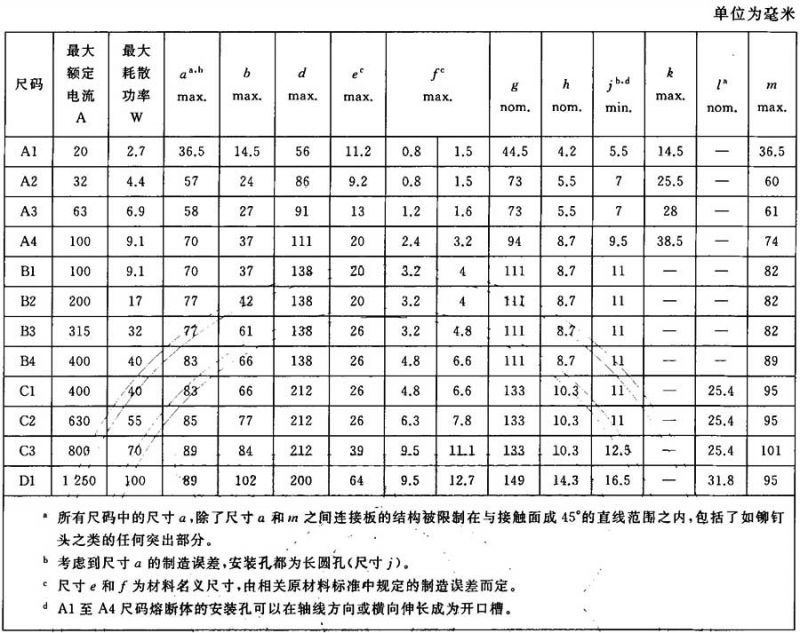 单位为毫米
尺码 最大额定电流 A 最大耗散功率 W a a,b max. b max. d max. e c max. f c max. g nom. h nom. j b,d min. k max. l a nom. m max.
A1 20 2.7 36.5 14.5 56 11.2 0.8 1.5 44.5 4.2 5.5 14.5 — 36.5
A2 32 4.4 57 24 86 9.2 0.8 1.5 73 5.5 7 25.5 — 60
A3 63 6.9 58 27 91 13 1.2 1.6 73 5.5 7 28 — 61
A4 100 9.1 70 37 111 20 2.4 3.2 94 8.7 9.5 38.5 — 74
B1 100 9.1 70 37 138 20 3.2 4 111 8.7 11 — — 82
B2 200 17 77 42 138 20 3.2 4 111 8.7 11 — — 82
B3 315 32 77 61 138 26 3.2 4.8 111 8.7 11 — — 82
B4 400 40 83 66 138 26 4.8 6.6 111 8.7 11 — — 89
C1 400 40 83 66 212 26 4.8 6.6 133 10.3 11 — 25.4 95
C2 630 55 85 77 212 26 6.3 7.8 133 10.3 11 — 25.4 95
C3 800 70 89 84 212 39 9.5 11.1 133 10.3 12.5 — 25.4 101
D1 1 250 100 89 102 200 64 9.5 12.7 149 14.3 16.5 — 31.8 95
a 所有尺码中的尺寸 a,除了尺寸 a 和 m 之间连接板的结构被限制在与接触面成 45°的直线范围之内,包括了如铆钉
头之类的任何突出部分。
b 考虑到尺寸 a 的制造误差,安装孔都为长圆孔(尺寸 j)。
c 尺寸 e 和 f 为材料名义尺寸,由相关原材料标准中规定的制造误差而定。
d A1 至 A4 尺码熔断体的安装孔可以在轴线方向或横向伸长成为开口槽。